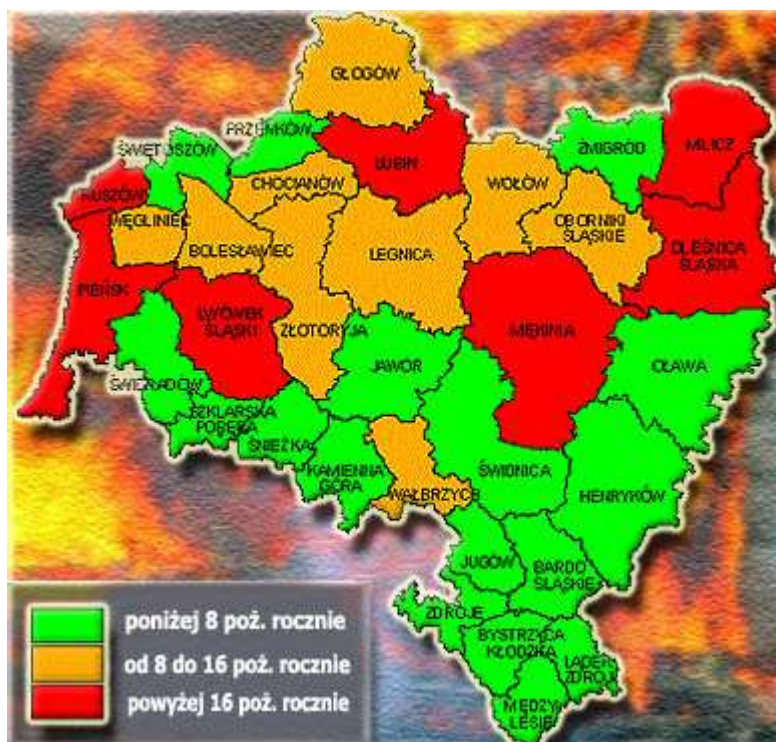 GŁOGÓW
PRZEMKÓW
ŚWIĘTOSZÓW
LUBIN
ŻMIGRÓD
MILICZ
RUSZÓW
CHOCIANÓW
WOŁÓW
WĘGLINIEC
BOLESŁAWIEC
LEGNICA
OBORNIKI
ŚLĄSKIE
OLEŚNICA
ŚLĄSKA
PIEŃSK
LWÓWEK
ŚLĄSKI
ZŁOTORYJA
MIĘKINIA
JAWOR
OŁAWA
ŚWIERADÓW
SZKLARSKA
PORĘBA
ŚNIEŻKA
KAMIENNA
GÓRA
WAŁBRZYCH
ŚWIDNICA
HENRYKÓW
JUGÓW
BARDO
ŚLĄSKIE
ZDROJE
BYSTRZYCA
KŁODZKA
LĄDEK
ZDRÓJ
MIĘDZY
LESIE
poniżej 8 poż. rocznie
od 8 do 16 poż. rocznie
powyżej 16 poż. rocznie